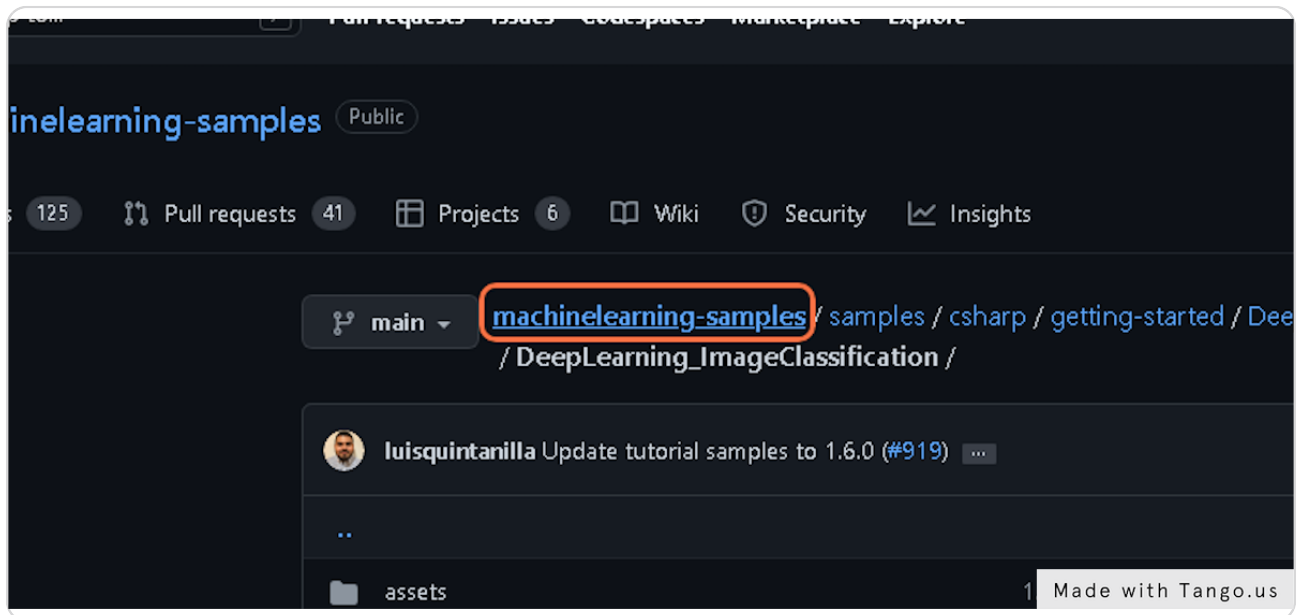 Pull requests Issues Codespaces Marketplace Explore
inelearning-samples Public
s 125 Pull requests 41 Projects 6 Wiki Security Insights
main machinelearning-samples / samples / csharp / getting-started / Dee
/ DeepLearning_ImageClassification /
luisquintanilla Update tutorial samples to 1.6.0 (#919) ...
..
assets 1
Made with Tango.us